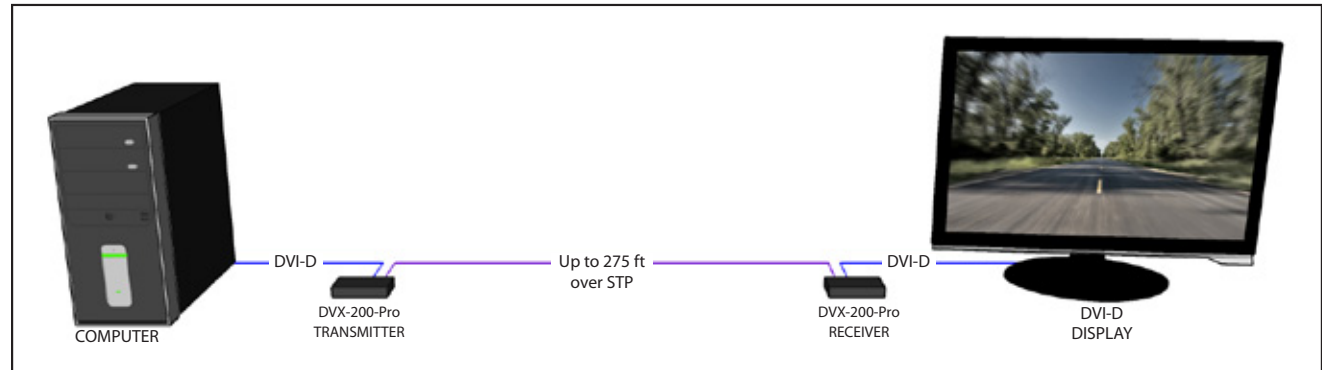 DVI-D
Up to 275 ft
over STP
DVI-D
COMPUTER
DVX-200-Pro
TRANSMITTER
DVX-200-Pro
RECEIVER
DVI-D
DISPLAY